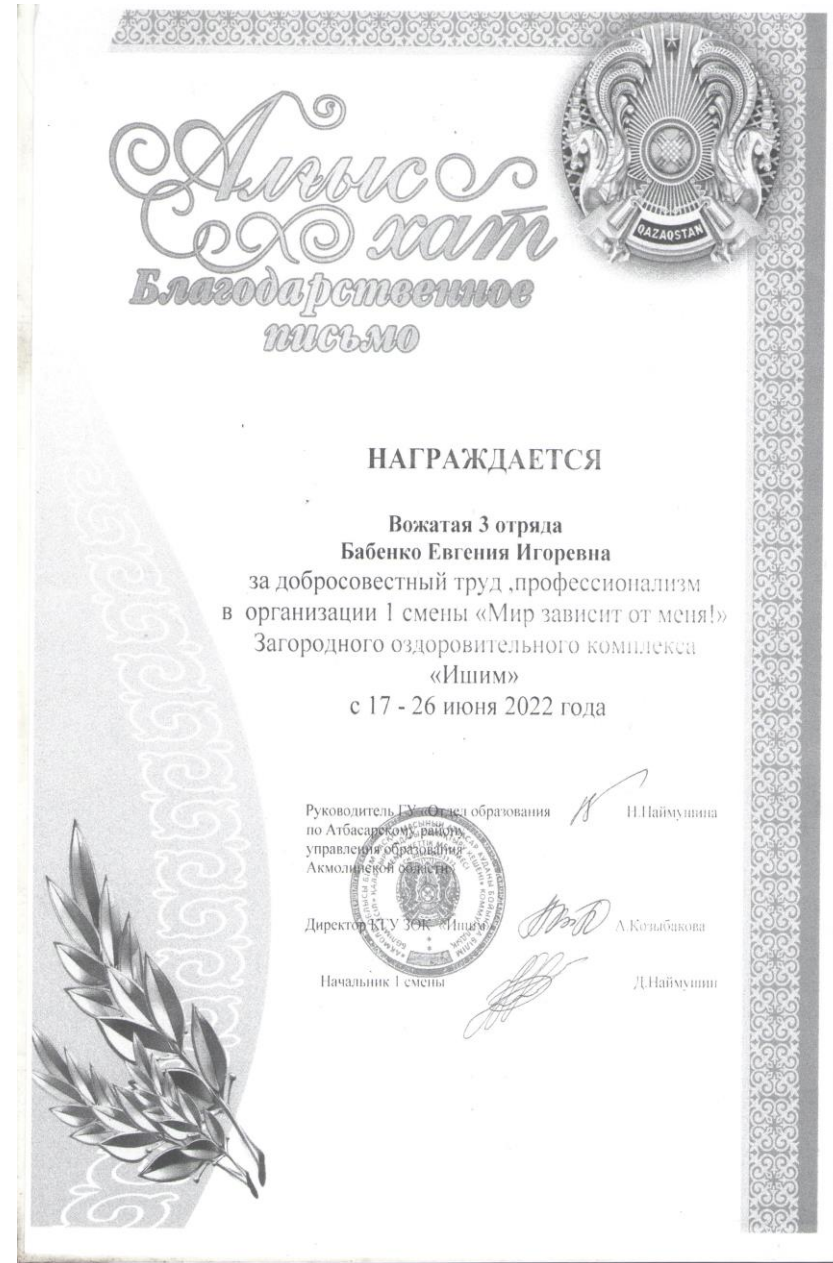 Алғыс
хат
Благодарственное
письмо
QAZAQSTAN
НАГРАЖДАЕТСЯ
Вожатая 3 отряда
Бабенко Евгения Игоревна
за добросовестный труд ,профессионализм
в организации 1 смены «Мир зависит от меня!»
Загородного оздоровительного комплекса
«Ишим»
с 17 - 26 июня 2022 года
Руководитель ГУ «Отдел образования Н.Наймушина
по Атбасарскому району
управления образования
Акмолинской области»
Директор КГУ ЗОК «Ишим» А.Козыбакова
Начальник 1 смены Д.Наймушин